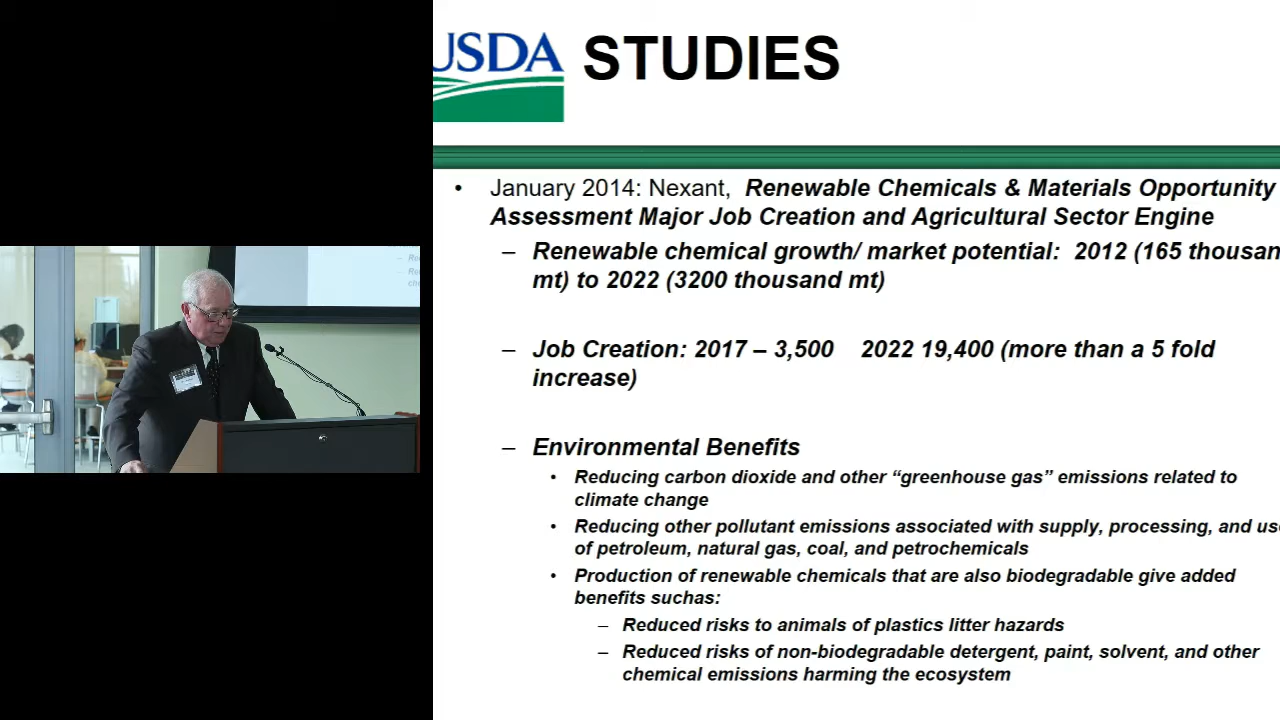 USDA STUDIES
• January 2014: Nexant, Renewable Chemicals & Materials Opportunity
Assessment Major Job Creation and Agricultural Sector Engine
– Renewable chemical growth/ market potential: 2012 (165 thousan
mt) to 2022 (3200 thousand mt)
– Job Creation: 2017 – 3,500 2022 19,400 (more than a 5 fold
increase)
– Environmental Benefits
• Reducing carbon dioxide and other “greenhouse gas” emissions related to
climate change
• Reducing other pollutant emissions associated with supply, processing, and us
of petroleum, natural gas, coal, and petrochemicals
• Production of renewable chemicals that are also biodegradable give added
benefits suchas:
– Reduced risks to animals of plastics litter hazards
– Reduced risks of non-biodegradable detergent, paint, solvent, and other
chemical emissions harming the ecosystem